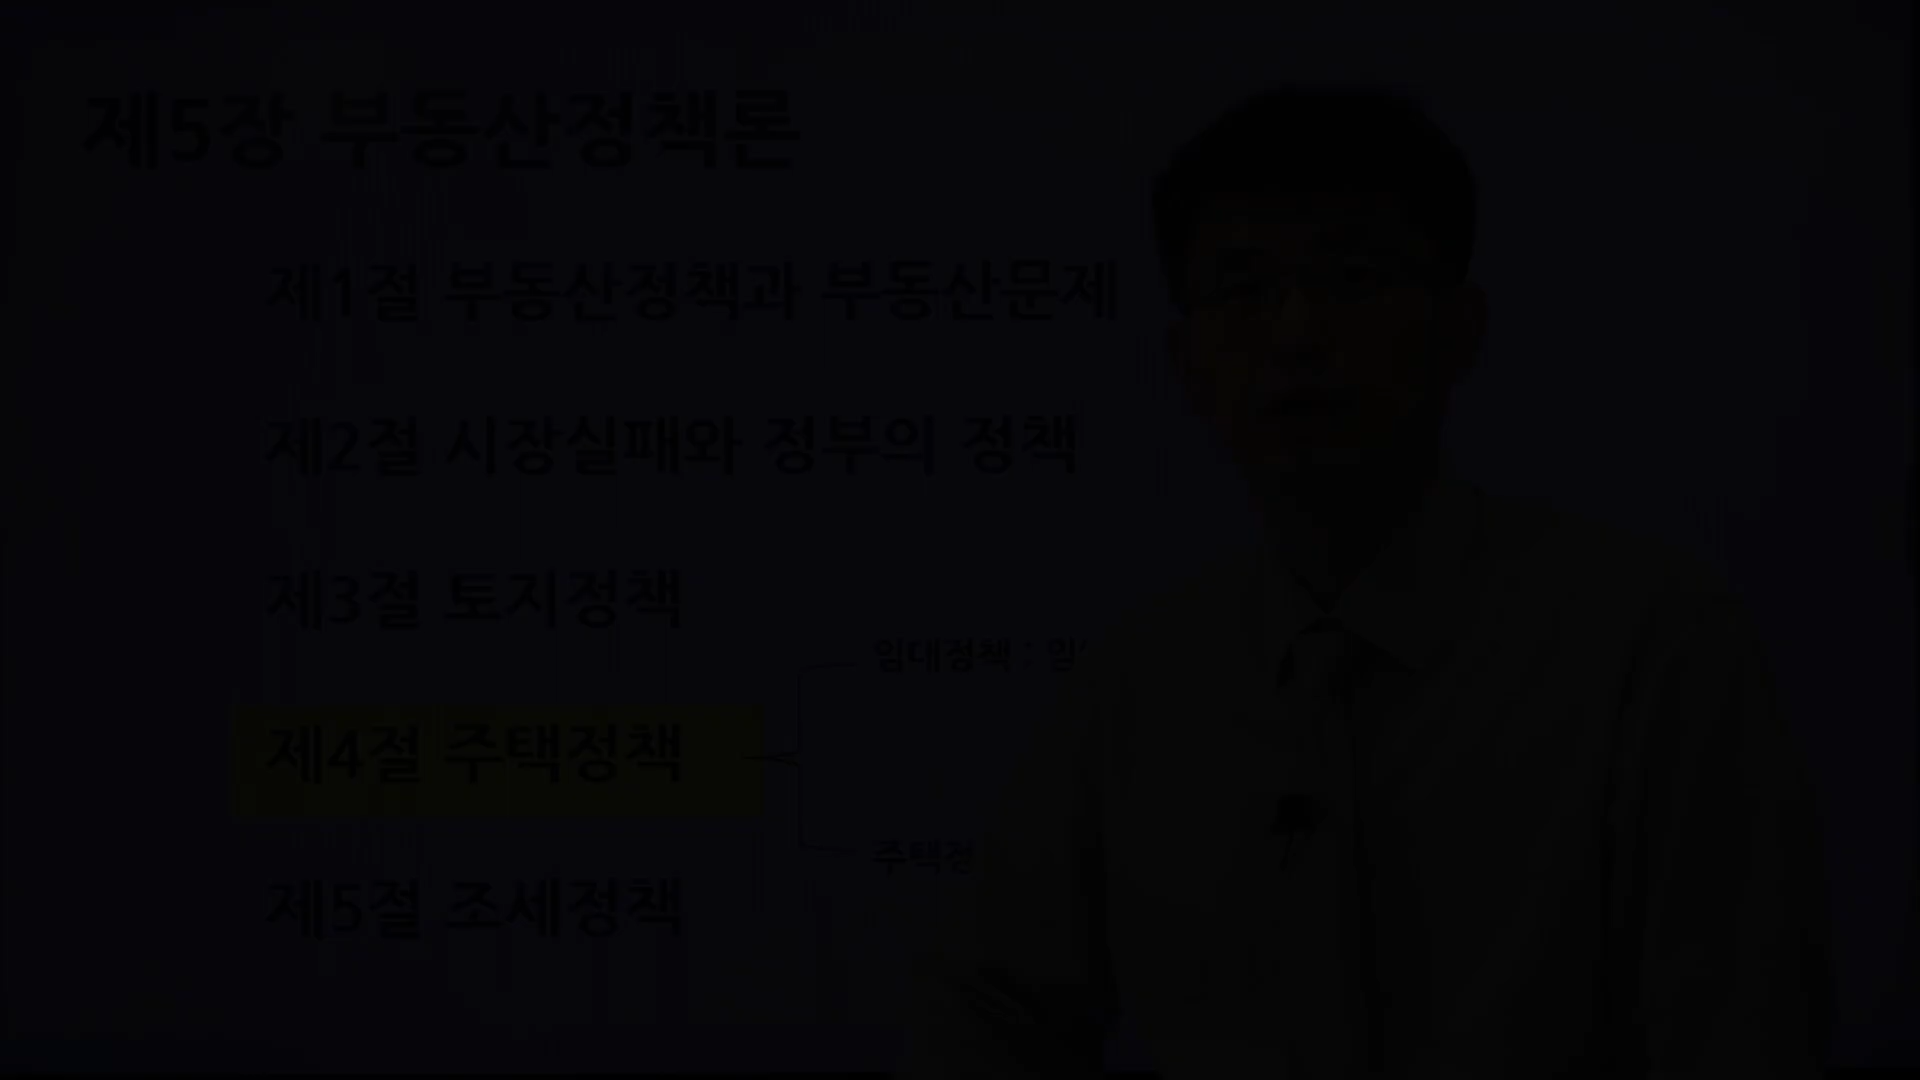 제5장 부동산정책론
제1절 부동산정책과 부동산문제
제2절 시장실패와 정부의 정책
제3절 토지정책
임대정책 :
제4절 주택정책
제5절 조세정책